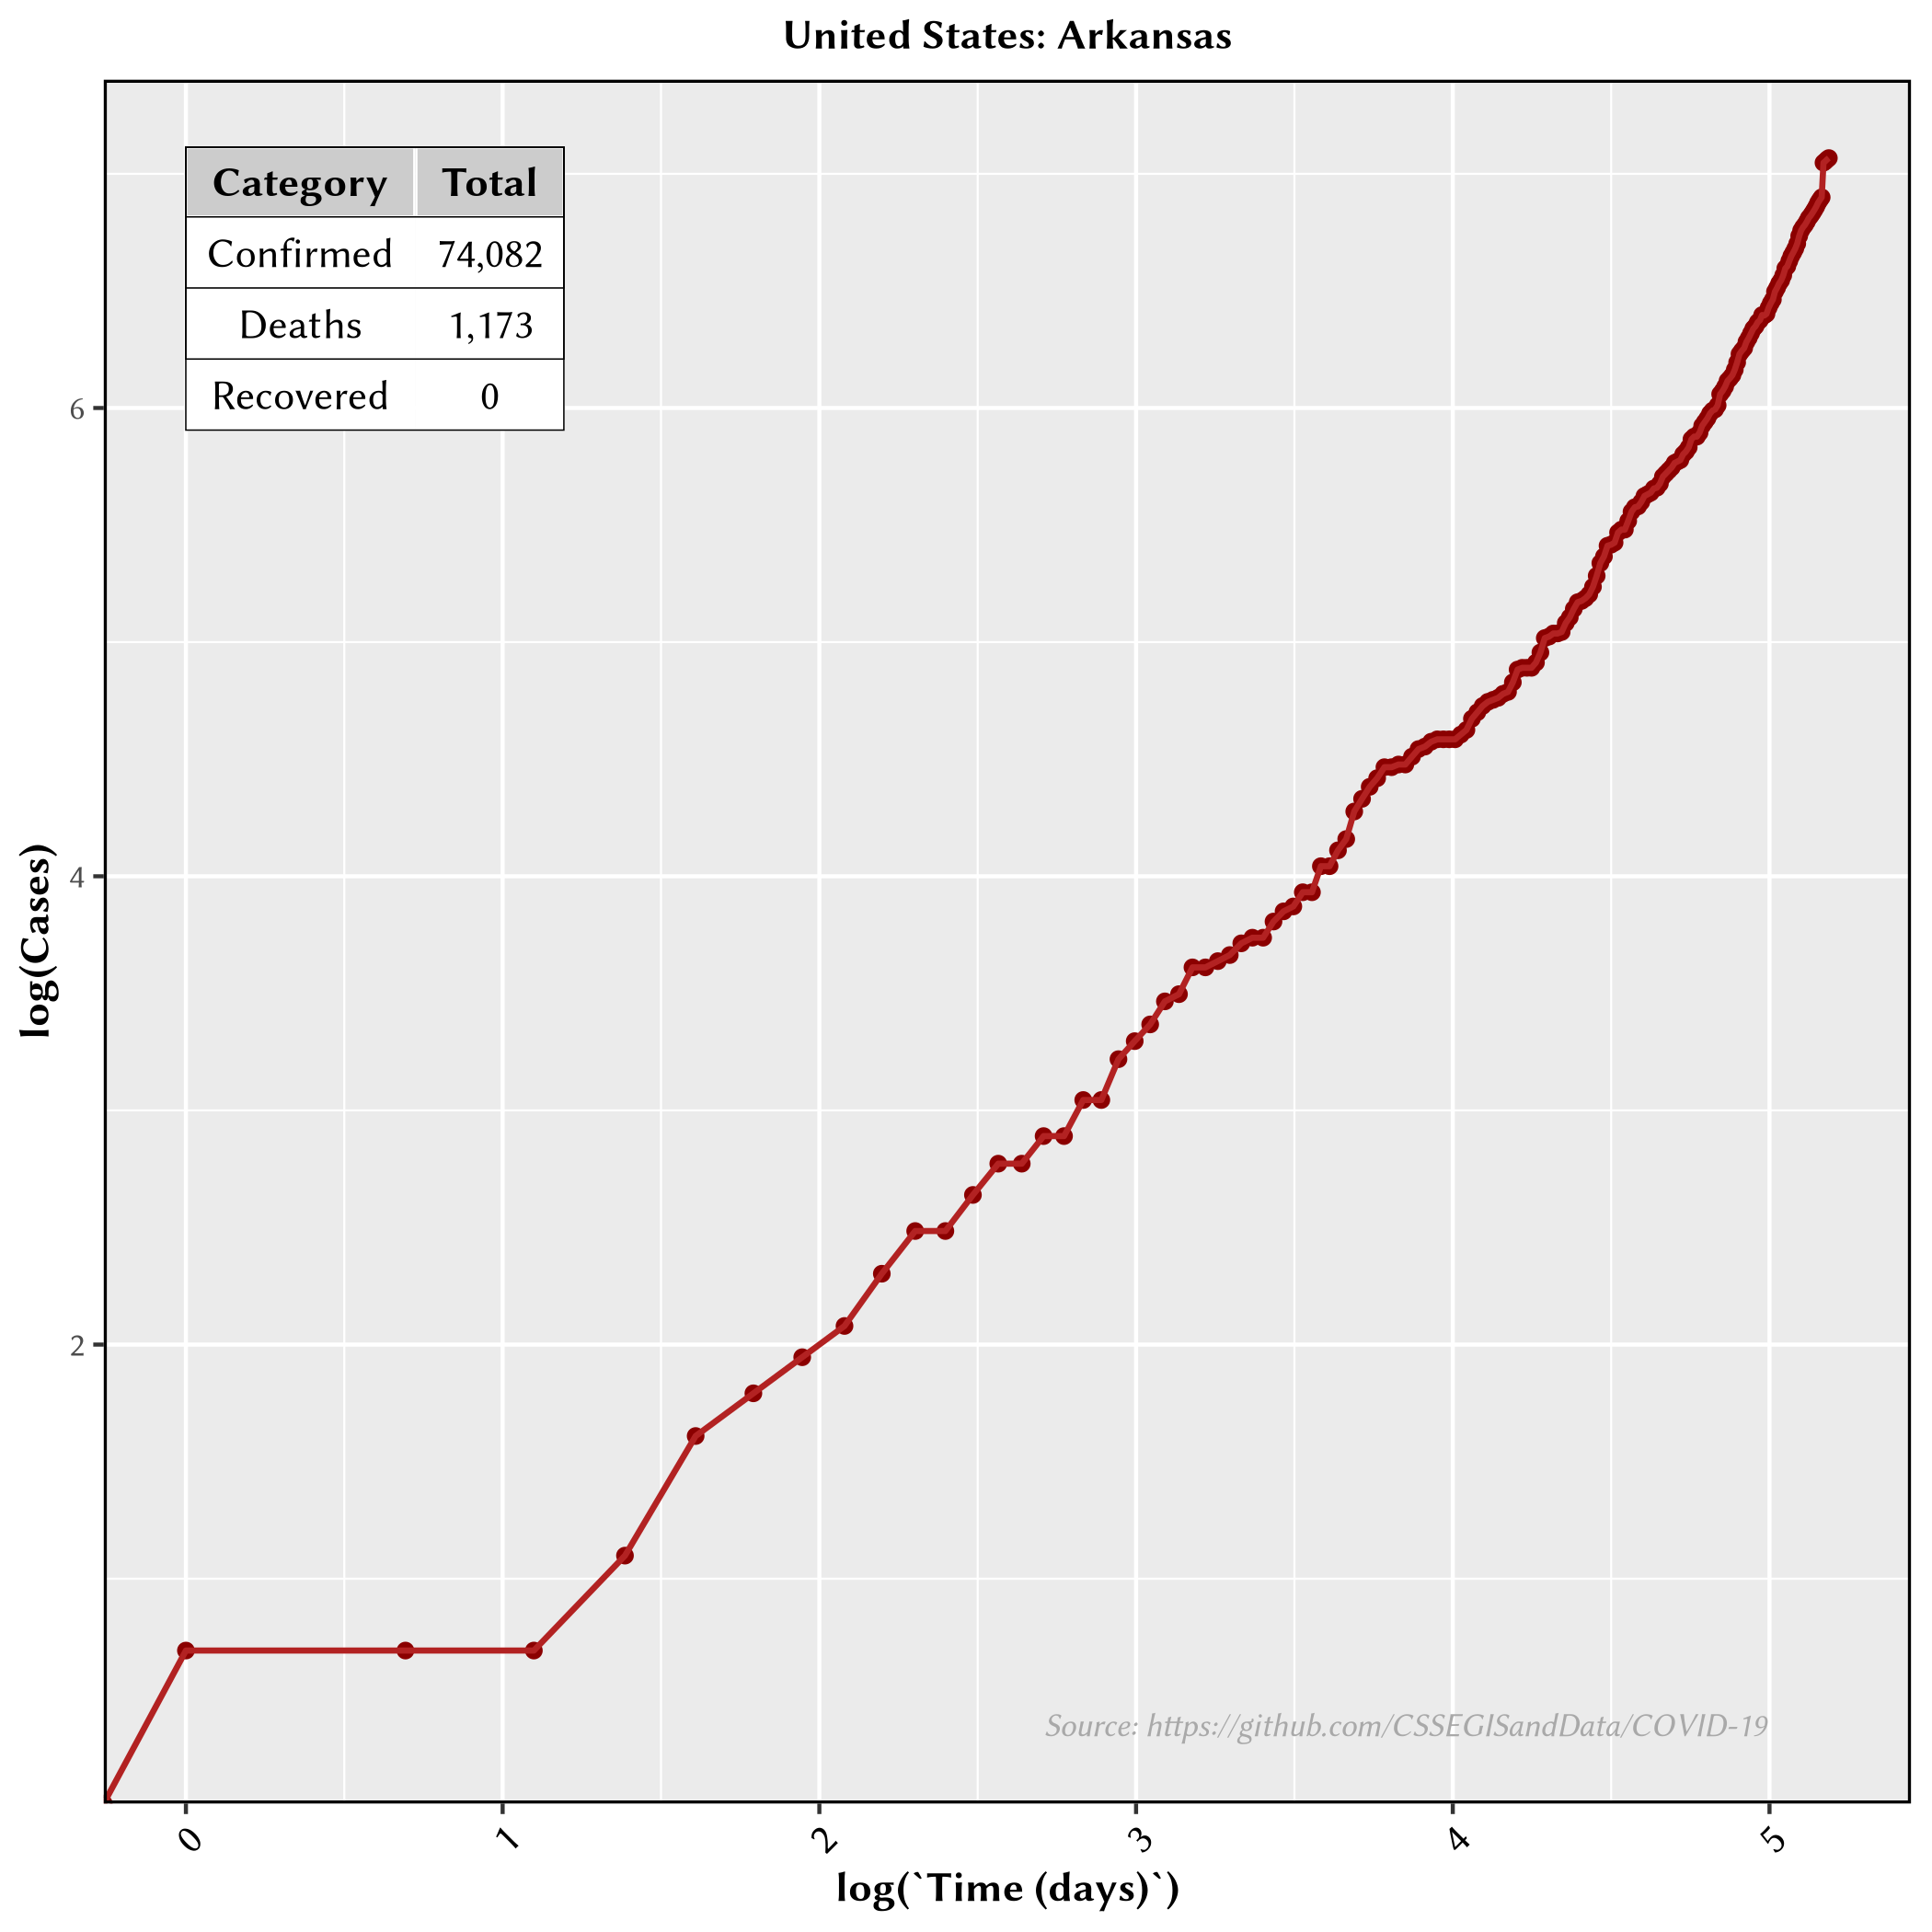 United States: Arkansas
Category Total
Confirmed 74,082
Deaths 1,173
Recovered 0
6
4
2
log(Cases)
Source: https://github.com/CSSEGISandData/COVID-19
0 1 2 3 4 5
log(`Time (days)`)